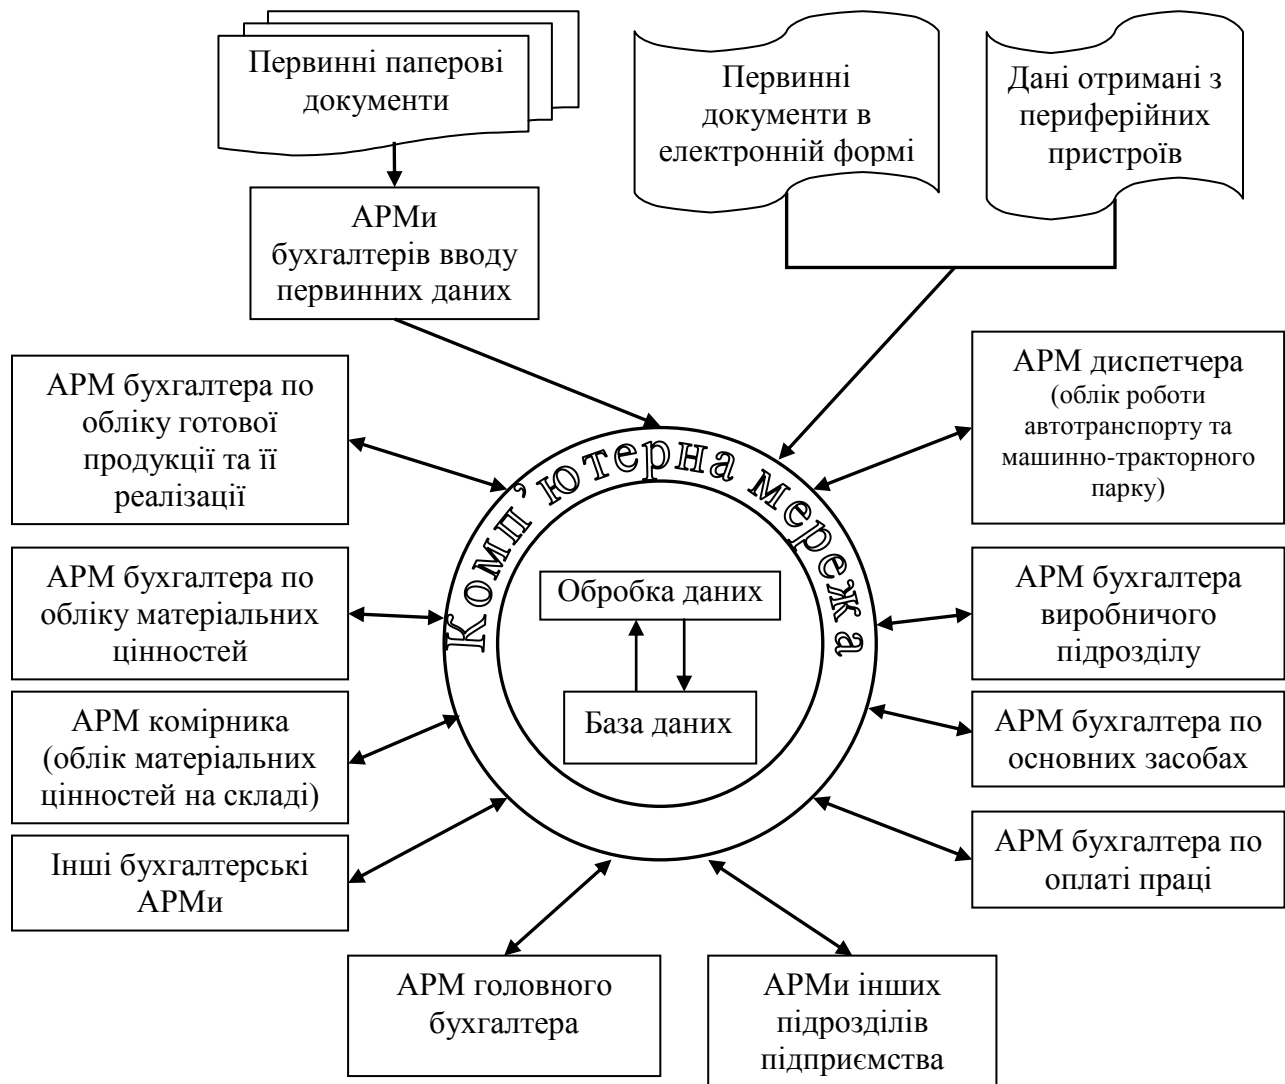 Первинні паперові
документи
Первинні
документи в
електронній формі
Дані отримані з
периферійних
пристроїв
АРМи
бухгалтерів вводу
первинних даних
АРМ бухгалтера по
обліку готової
продукції та її
реалізації
АРМ диспетчера
(облік роботи
автотранспорту та
машинно-тракторного
парку)
Комп’ютерна мережа
Обробка даних
База даних
АРМ бухгалтера по
обліку матеріальних
цінностей
АРМ бухгалтера
виробничого
підрозділу
АРМ комірника
(облік матеріальних
цінностей на складі)
АРМ бухгалтера по
основних засобах
Інші бухгалтерські
АРМи
АРМ бухгалтера по
оплаті праці
АРМ головного
бухгалтера
АРМи інших
підрозділів
підприємства